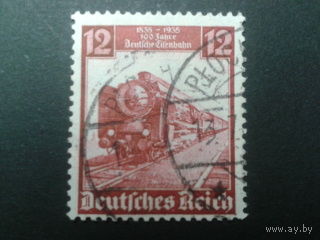 12 1835 - 1935 12
100 Jahre
Deutsche Eisenbahn
Deutsches Reich
www.ay.by